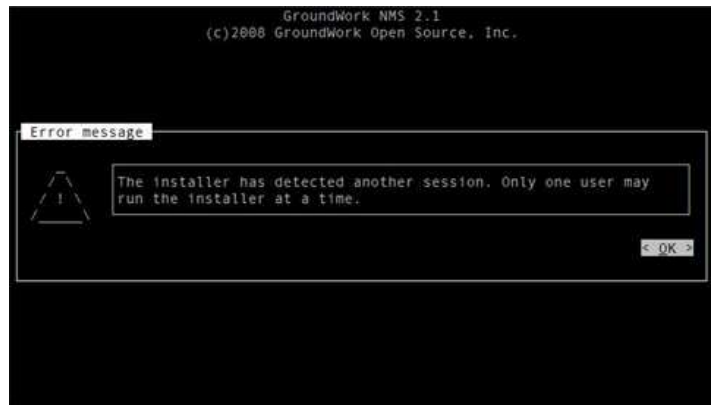 GroundWork NMS 2.1
(c)2008 GroundWork Open Source, Inc.
Error message
!
The installer has detected another session. Only one user may
run the installer at a time.
< OK >